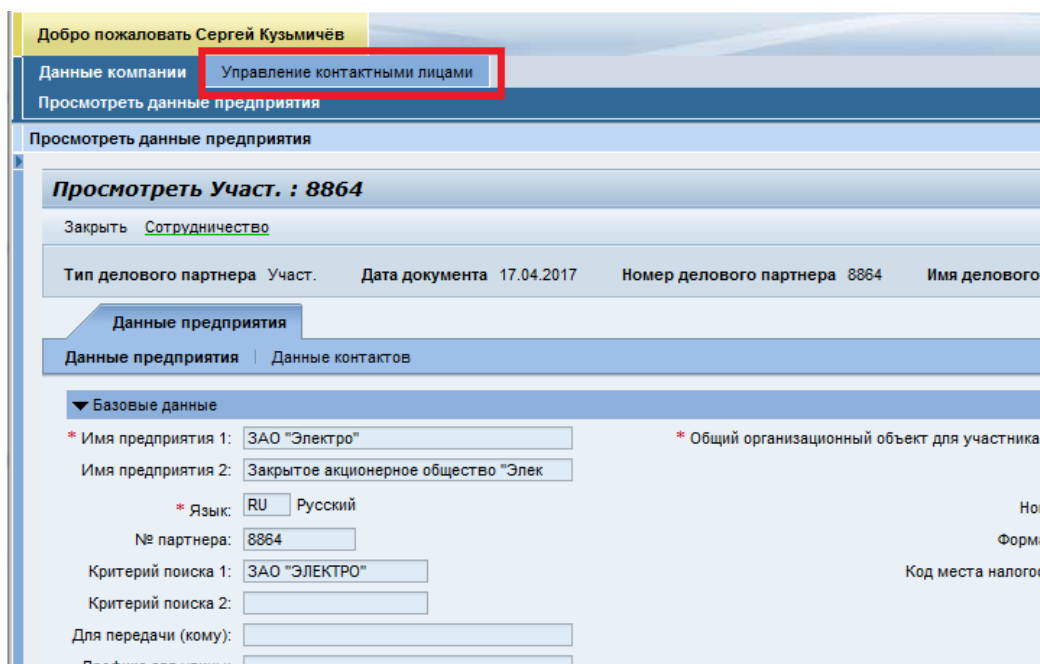 Добро пожаловать Сергей Кузьмичёв
Данные компании Управление контактными лицами
Просмотреть данные предприятия
Просмотреть данные предприятия
Просмотреть Участ. : 8864
Закрыть Сотрудничество
Тип делового партнера Участ. Дата документа 17.04.2017 Номер делового партнера 8864 Имя делового
Данные предприятия
Данные предприятия | Данные контактов
Базовые данные
* Имя предприятия 1: ЗАО "Электро" * Общий организационный объект для участника
Имя предприятия 2: Закрытое акционерное общество "Элек
* Язык: RU Русский
№ партнера: 8864 Форма
Критерий поиска 1: ЗАО "ЭЛЕКТРО" Код места налого
Критерий поиска 2:
Для передачи (кому):